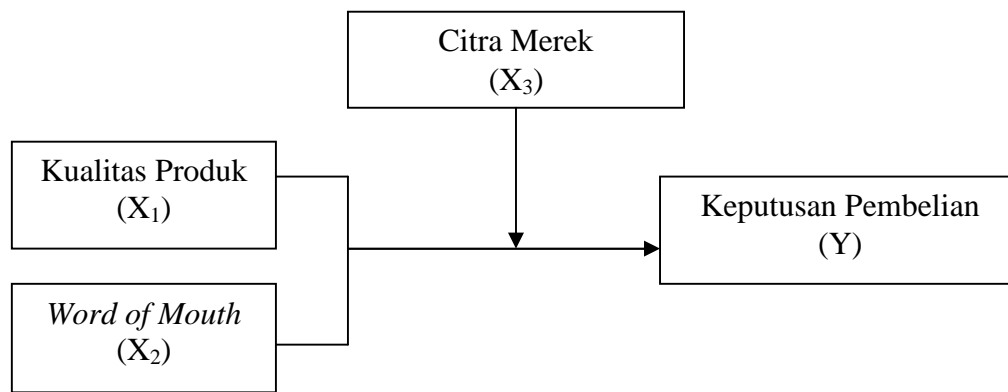 Citra Merek
(X₃)
Kualitas Produk
(X₁)
Keputusan Pembelian
(Y)
Word of Mouth
(X₂)